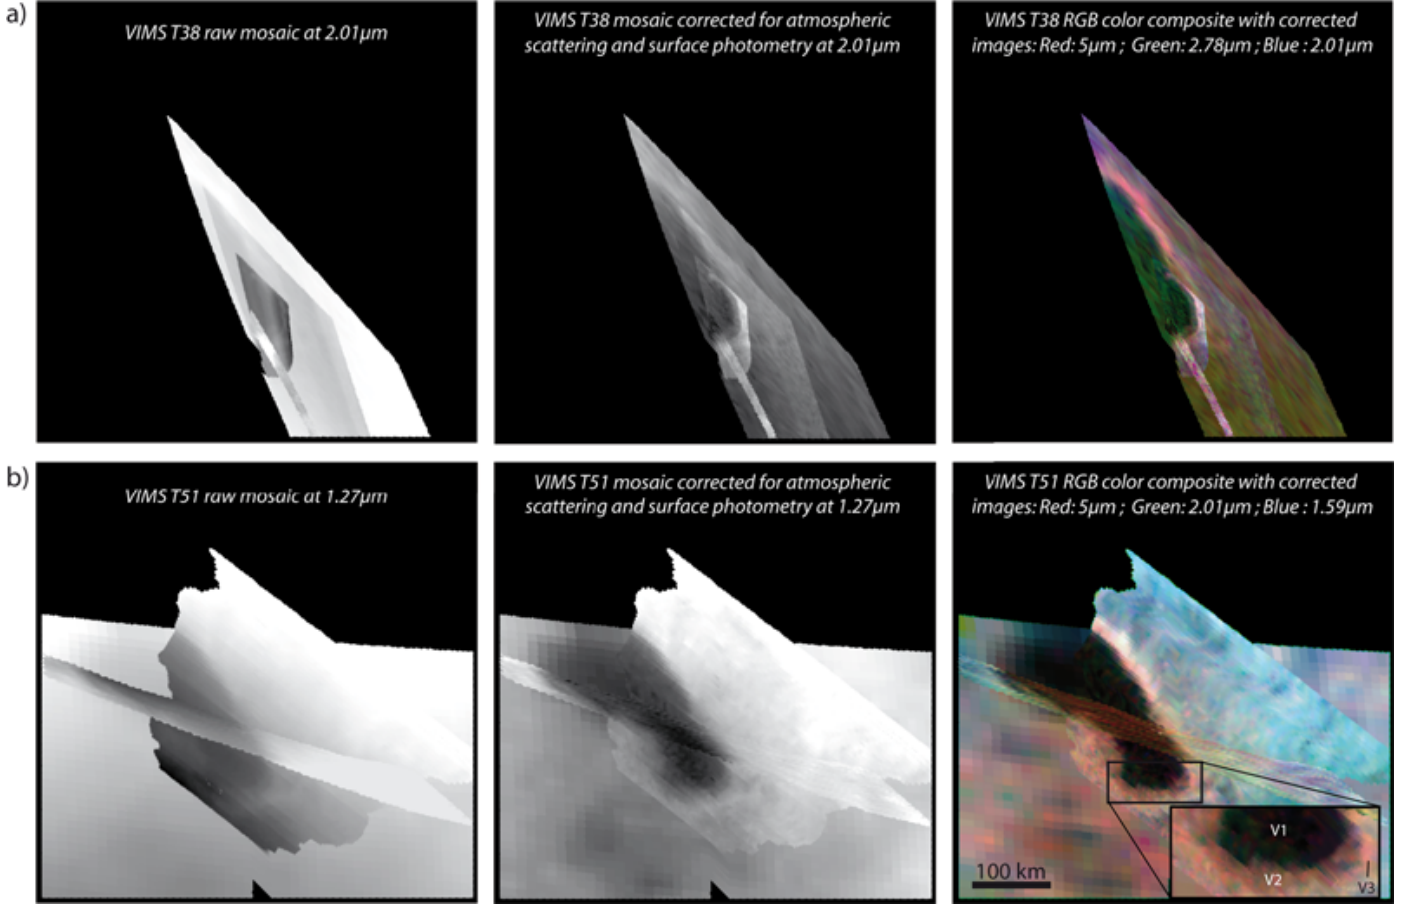 a)
VIMS T38 raw mosaic at 2.01µm
VIMS T38 mosaic corrected for atmospheric
scattering and surface photometry at 2.01µm
VIMS T38 RGB color composite with corrected
images: Red: 5µm ; Green: 2.78µm ; Blue : 2.01µm
b)
VIMS T51 raw mosaic at 1.27µm
VIMS T51 mosaic corrected for atmospheric
scattering and surface photometry at 1.27µm
VIMS T51 RGB color composite with corrected
images: Red: 5µm ; Green: 2.01µm ; Blue : 1.59µm
V1
100 km
V2
V3